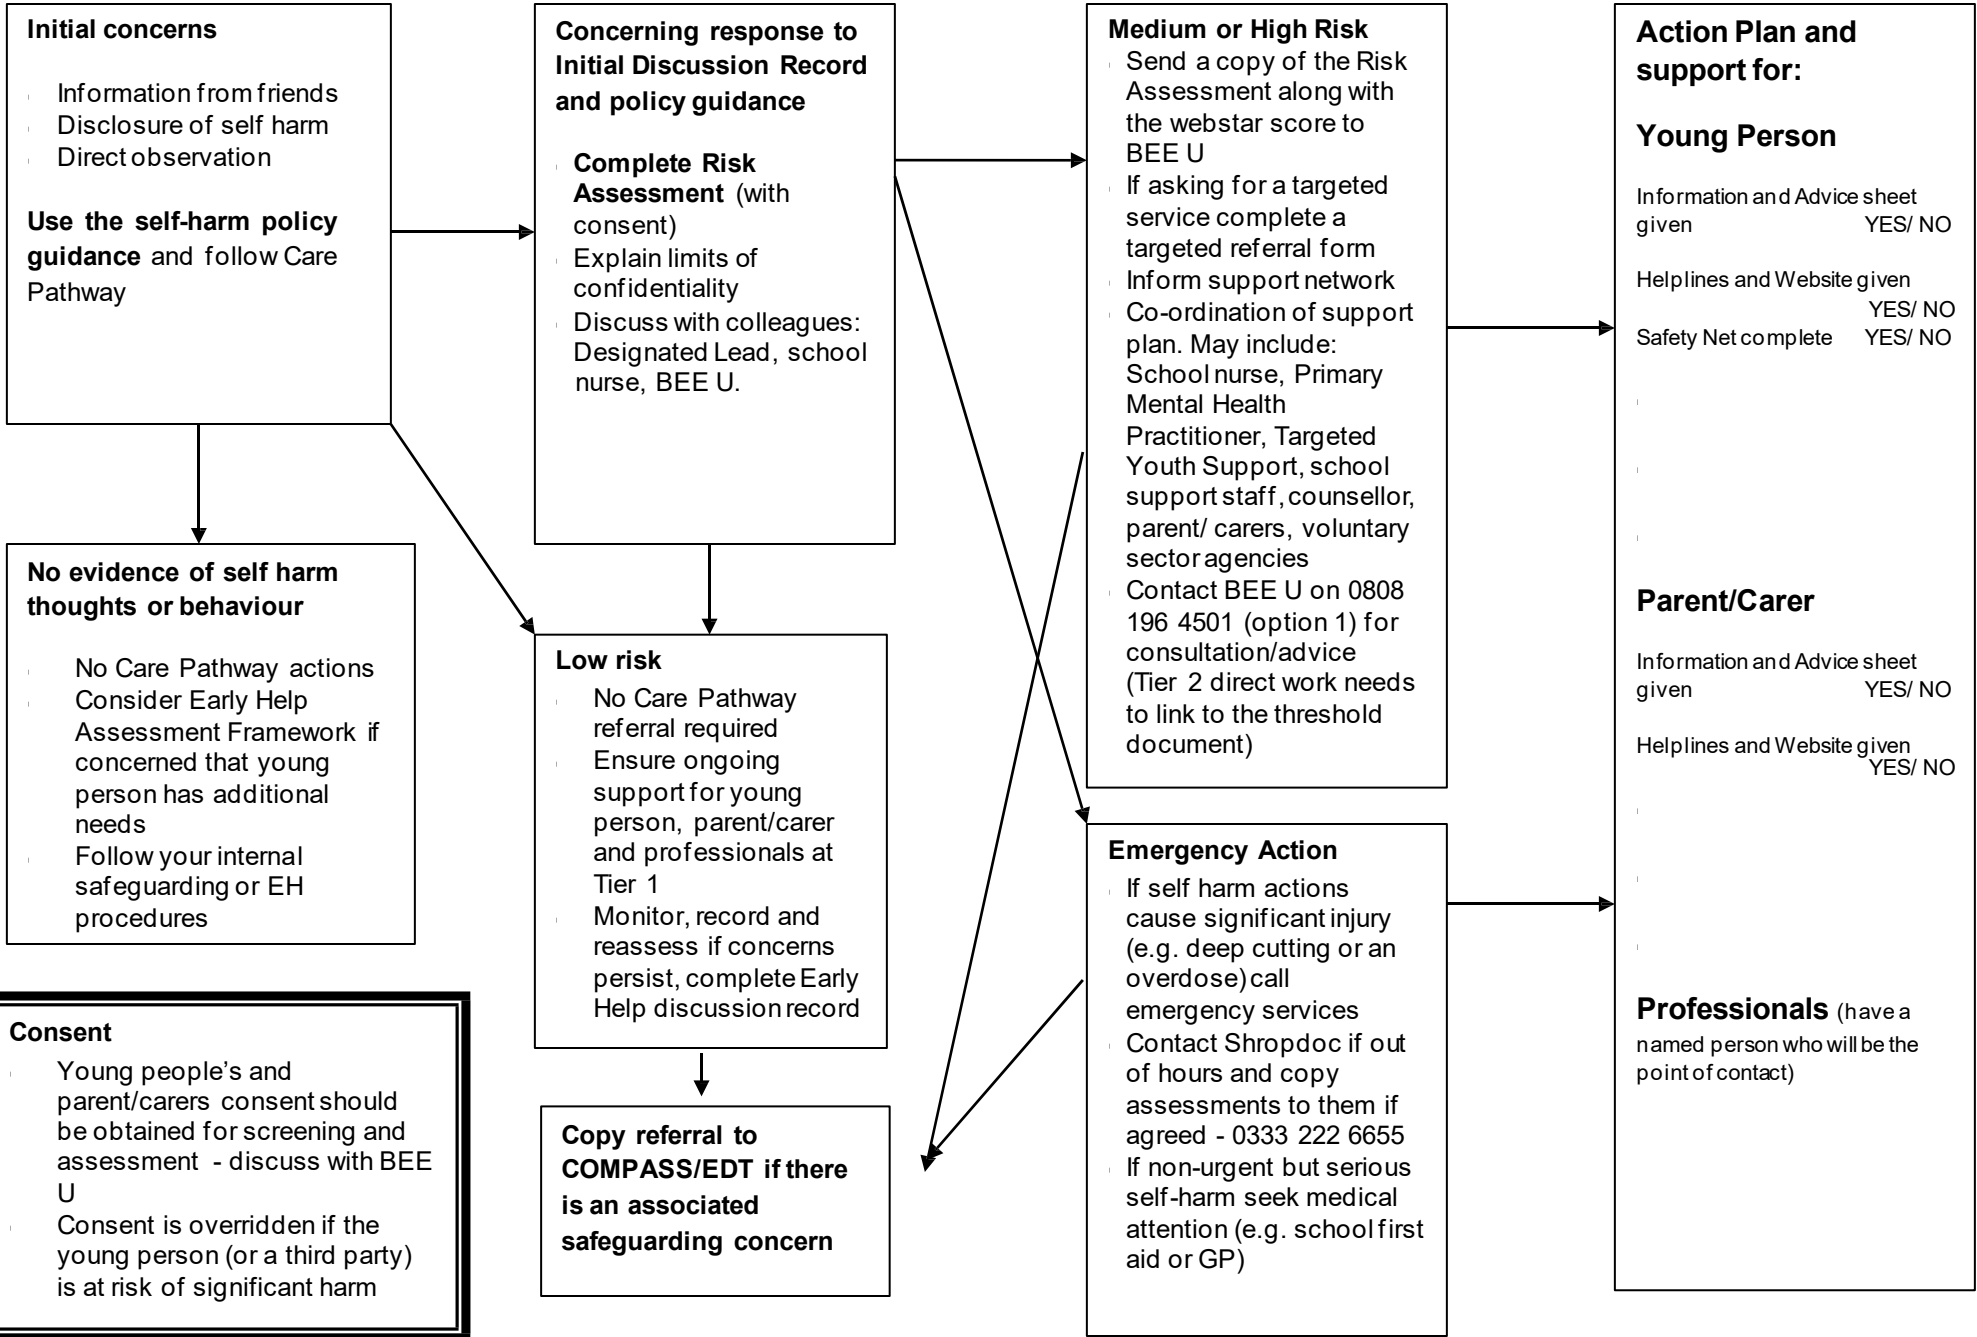 Initial concerns
Information from friends
Disclosure of self harm
Direct observation
Use the self-harm policy
guidance and follow Care
Pathway
Concerning response to
Initial Discussion Record
and policy guidance
Complete Risk
Assessment (with
consent)
Explain limits of
confidentiality
Discuss with colleagues:
Designated Lead, school
nurse, BEE U.
Medium or High Risk
Send a copy of the Risk
Assessment along with
the webstar score to
BEE U
If asking for a targeted
service complete a
targeted referral form
Inform support network
Co-ordination of support
plan. May include:
School nurse, Primary
Mental Health
Practitioner, Targeted
Youth Support, school
support staff, counsellor,
parent/ carers, voluntary
sector agencies
Contact BEE U on 0808
196 4501 (option 1) for
consultation/advice
(Tier 2 direct work needs
to link to the threshold
document)
Action Plan and
support for:
Young Person
Information and Advice sheet
given YES/ NO
Helplines and Website given
YES/ NO
Safety Net complete YES/ NO
Parent/Carer
Information and Advice sheet
given YES/ NO
Helplines and Website given
YES/ NO
Professionals (have a
named person who will be the
point of contact)
No evidence of self harm
thoughts or behaviour
No Care Pathway actions
Consider Early Help
Assessment Framework if
concerned that young
person has additional
needs
Follow your internal
safeguarding or EH
procedures
Low risk
No Care Pathway
referral required
Ensure ongoing
support for young
person, parent/carer
and professionals at
Tier 1
Monitor, record and
reassess if concerns
persist, complete Early
Help discussion record
Emergency Action
If self harm actions
cause significant injury
(e.g. deep cutting or an
overdose) call
emergency services
Contact Shropdoc if out
of hours and copy
assessments to them if
agreed - 0333 222 6655
If non-urgent but serious
self-harm seek medical
attention (e.g. school first
aid or GP)
Consent
Young people’s and
parent/carers consent should
be obtained for screening and
assessment - discuss with BEE
U
Consent is overridden if the
young person (or a third party)
is at risk of significant harm
Copy referral to
COMPASS/EDT if there
is an associated
safeguarding concern